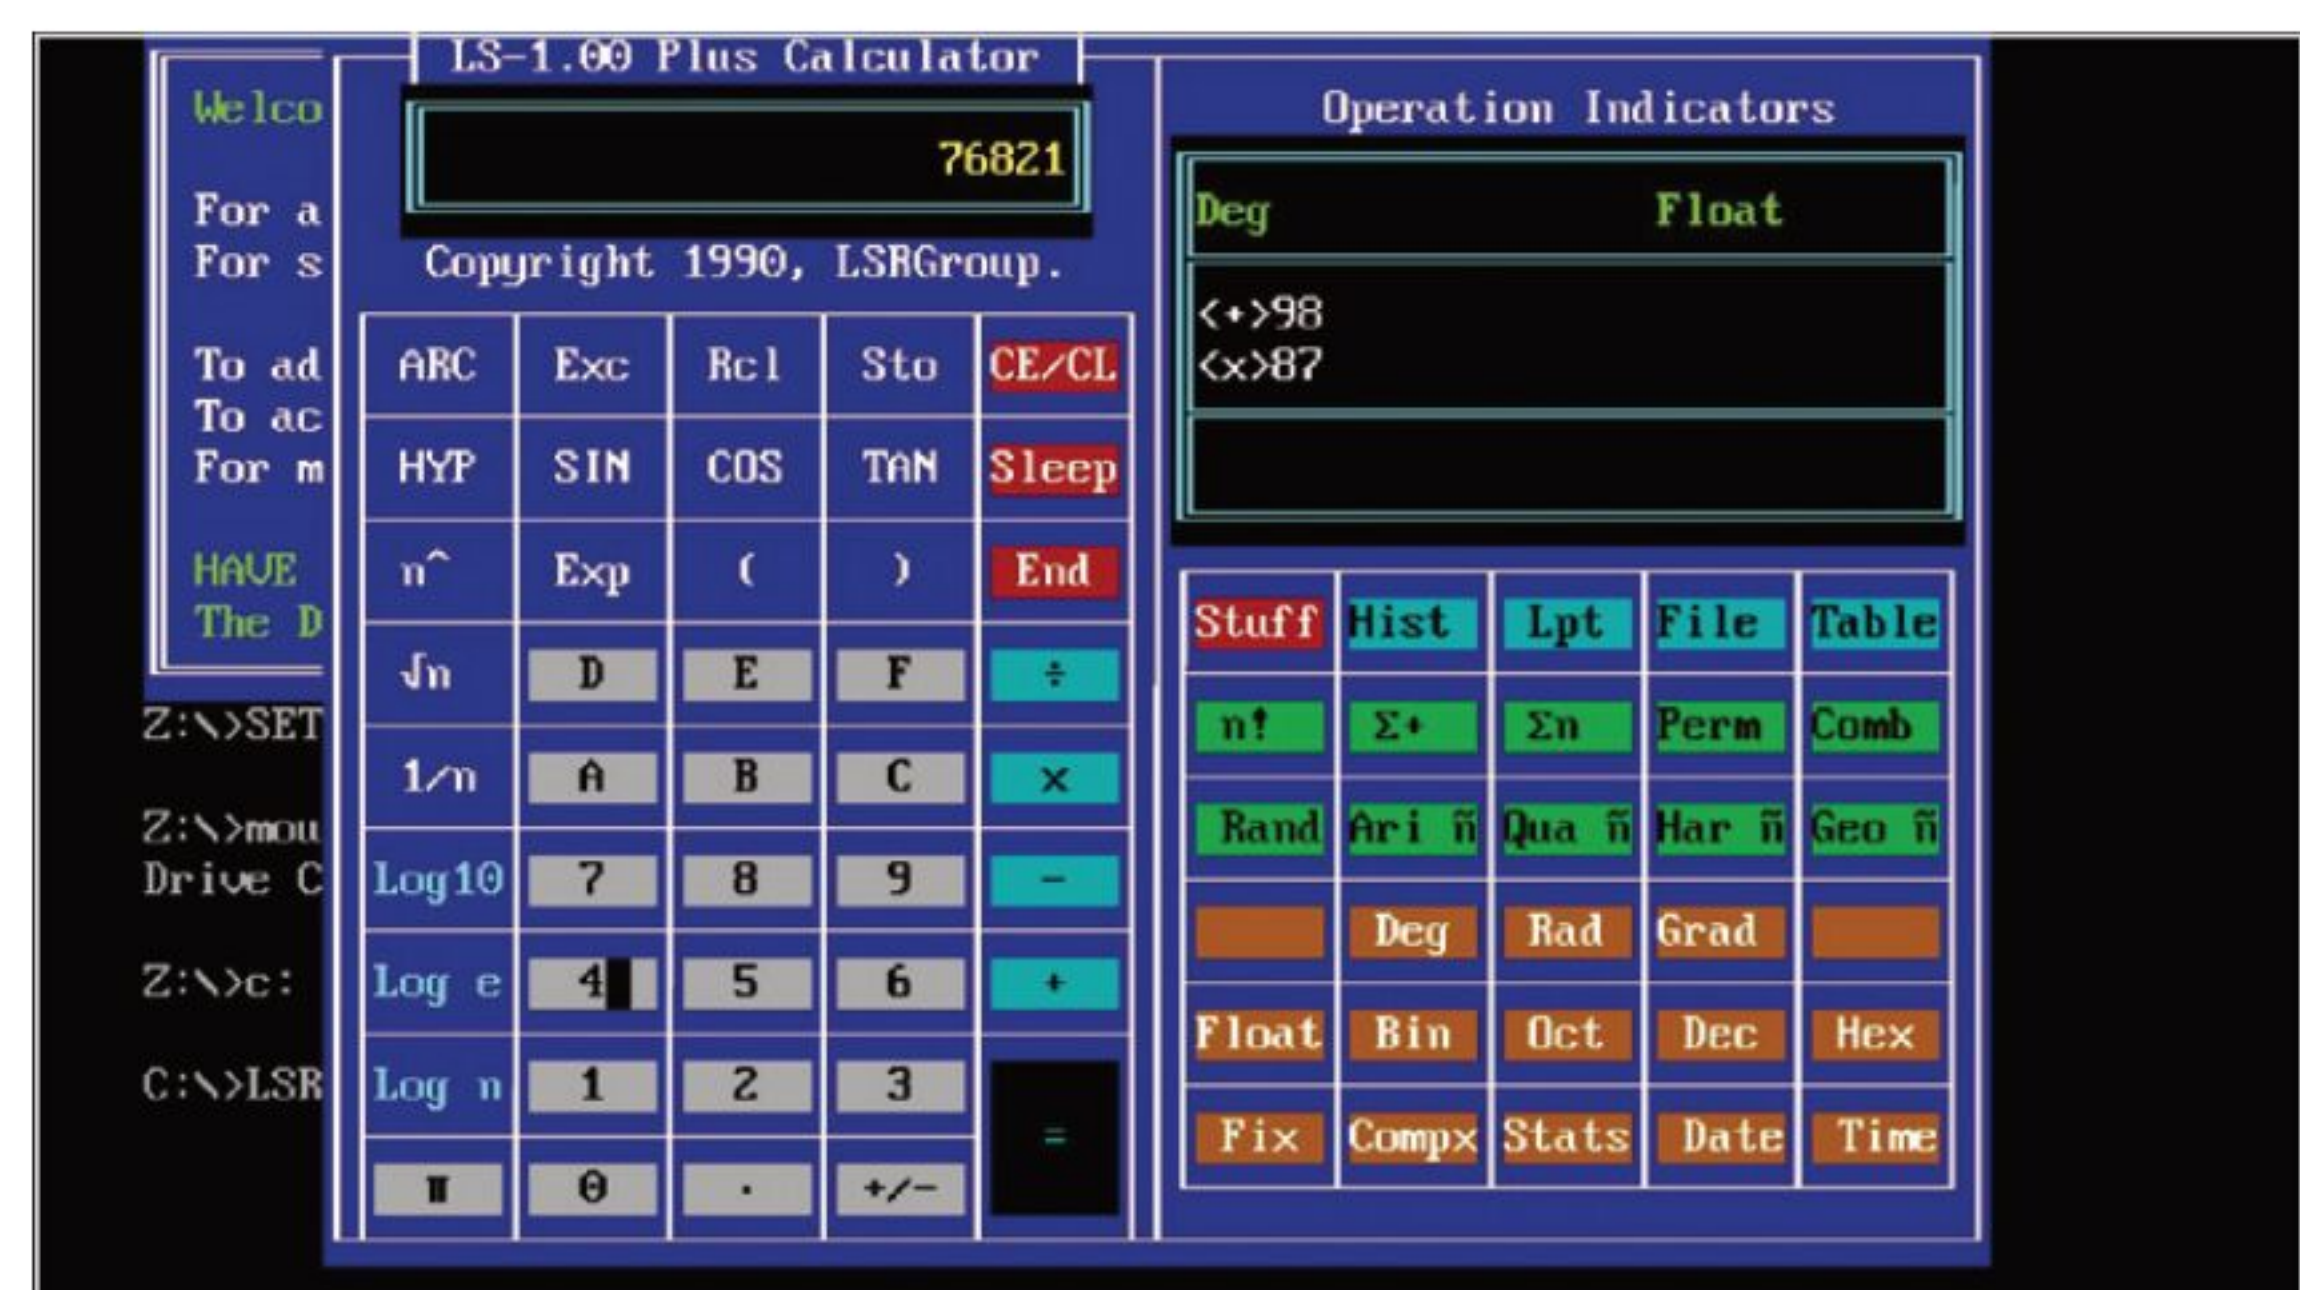 LS-1.00 Plus Calculator
76821
Copyright 1990, LSRGroup.
Welco
For a
For s
To ad
To ac
For m
HAVE
The D
Z:\>SET
Z:\>mou
Drive C
Z:\>c:
C:\>LSR
ARC Exc Rcl Sto CE/CL
HYP SIN COS TAN Sleep
n^ Exp ( ) End
√n D E F ÷
1/n A B C x
Log10 7 8 9 -
Log e 4 5 6 +
Log n 1 2 3
=
π 0 . +/-
Operation Indicators
Deg Float
<+>98
<x>87
Stuff Hist Lpt File Table
n! Σ+ Σn Perm Comb
Rand Ari ñ Qua ñ Har ñ Geo ñ
Deg Rad Grad
Float Bin Oct Dec Hex
Fix Compx Stats Date Time